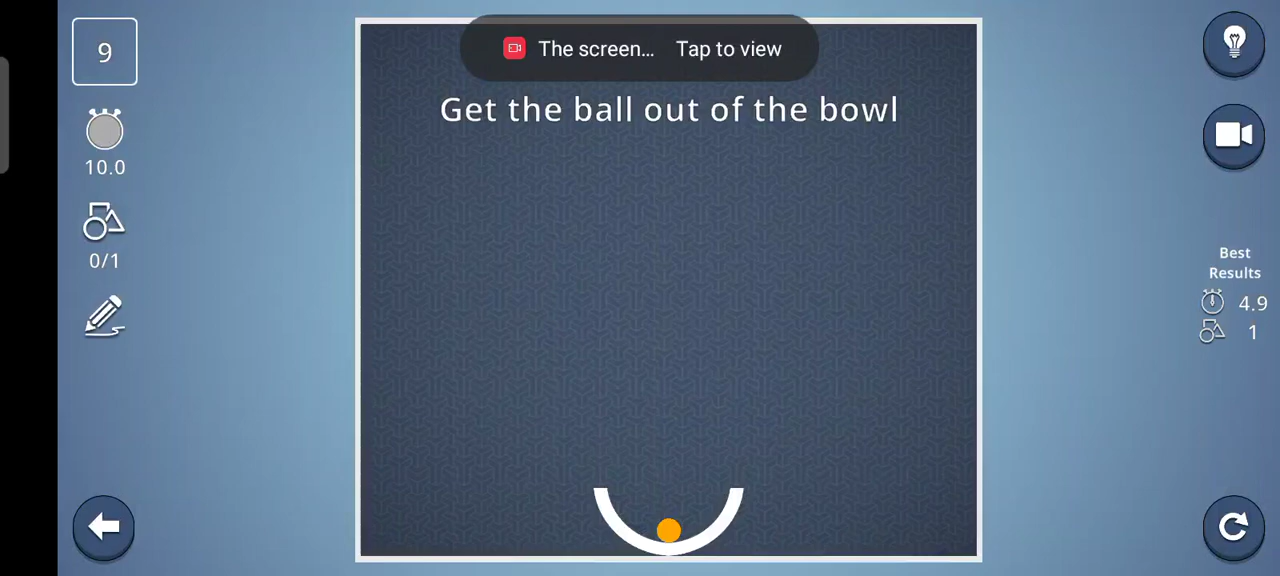 9
The screen... Tap to view
Get the ball out of the bowl
10.0
0/1
Best
Results
4.9
1